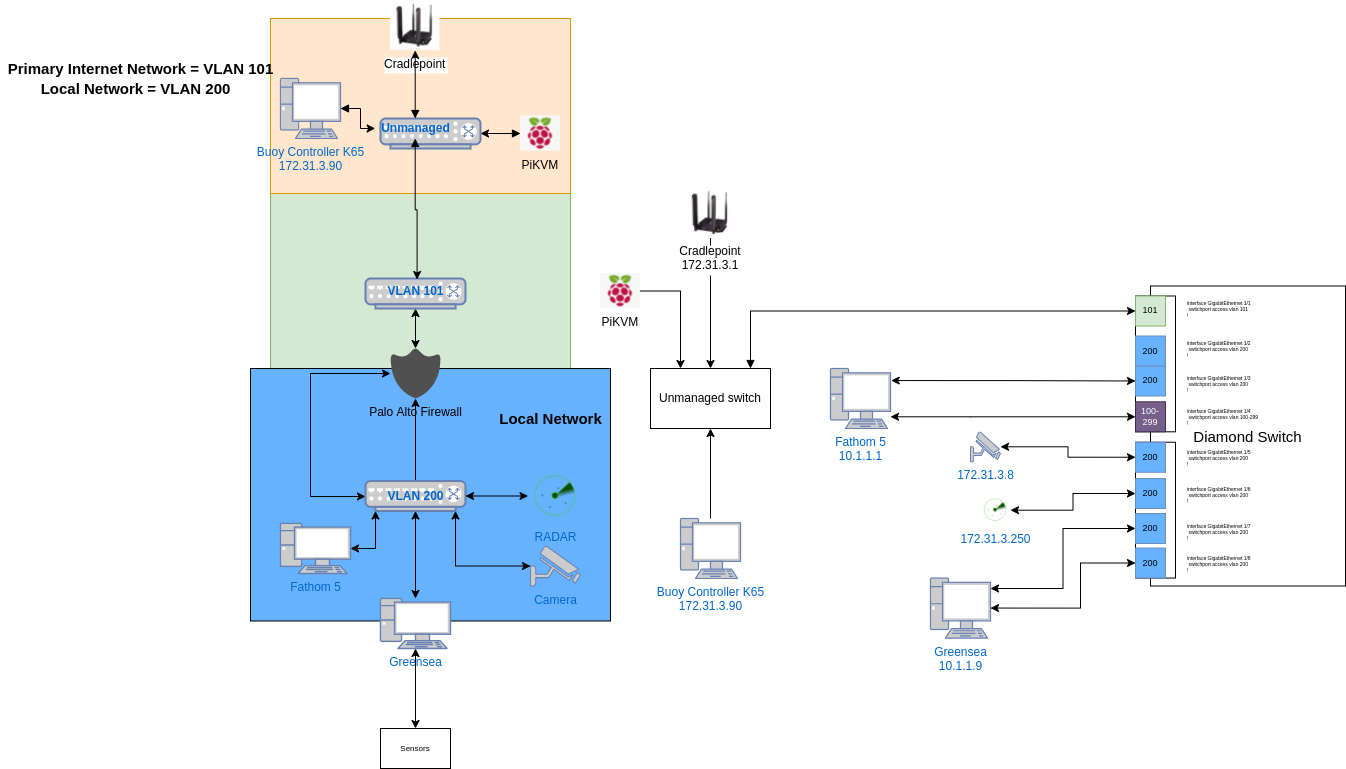 Primary Internet Network = VLAN 101
Local Network = VLAN 200
Cradlepoint
Unmanaged
Buoy Controller K65
172.31.3.90
PiKVM
VLAN 101
Palo Alto Firewall
Local Network
VLAN 200
RADAR
Fathom 5
Camera
Greensea
Sensors
Cradlepoint
172.31.3.1
PiKVM
Unmanaged switch
Buoy Controller K65
172.31.3.90
Fathom 5
10.1.1.1
172.31.3.8
172.31.3.250
Greensea
10.1.1.9
101
interface GigabitEthernet 1/1
switchport access vlan 101
!
200
interface GigabitEthernet 1/2
switchport access vlan 200
!
200
interface GigabitEthernet 1/3
switchport access vlan 200
!
100-
299
interface GigabitEthernet 1/4
switchport access vlan 100-299
!
Diamond Switch
200
interface GigabitEthernet 1/5
switchport access vlan 200
!
200
interface GigabitEthernet 1/6
switchport access vlan 200
!
200
interface GigabitEthernet 1/7
switchport access vlan 200
!
200
interface GigabitEthernet 1/8
switchport access vlan 200
!